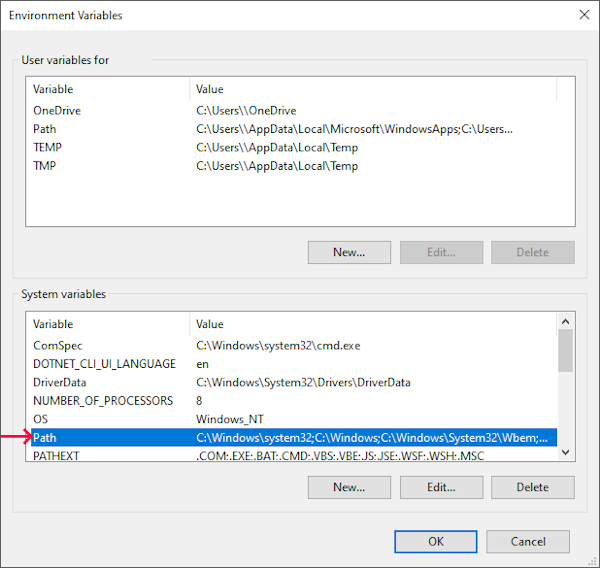 Environment Variables
User variables for
Variable Value
OneDrive C:\Users\\OneDrive
Path C:\Users\\AppData\Local\Microsoft\WindowsApps;C:\Users...
TEMP C:\Users\\AppData\Local\Temp
TMP C:\Users\\AppData\Local\Temp
New... Edit... Delete
System variables
Variable Value
ComSpec C:\Windows\system32\cmd.exe
DOTNET_CLI_UI_LANGUAGE en
DriverData C:\Windows\System32\Drivers\DriverData
NUMBER_OF_PROCESSORS 8
OS Windows_NT
Path C:\Windows\system32;C:\Windows;C:\Windows\System32\Wbem;...
PATHEXT .COM;.EXE;.BAT;.CMD;.VBS;.VBE;.JS;.JSE;.WSF;.WSH;.MSC
New... Edit... Delete
OK Cancel